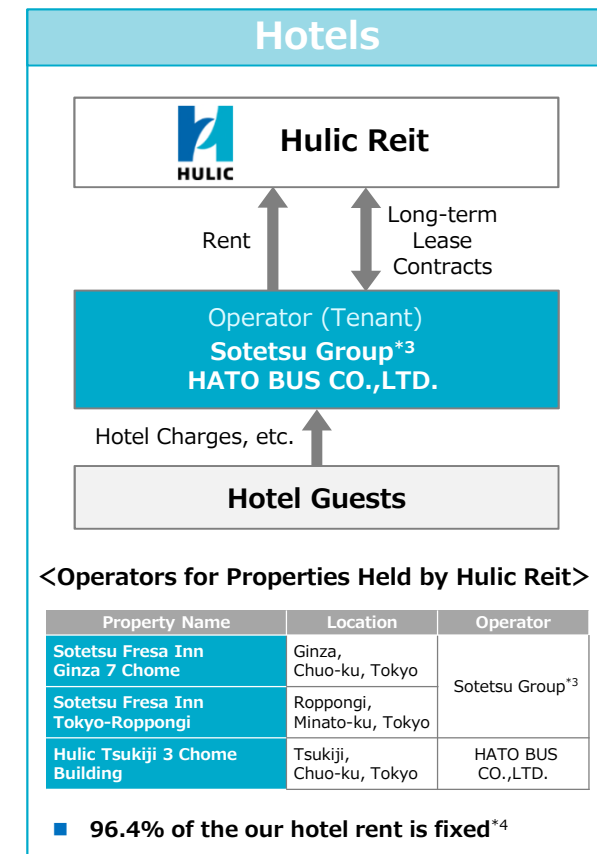 Hotels
HULIC
Hulic Reit
Rent
Long-term
Lease
Contracts
Operator (Tenant)
Sotetsu Group*3
HATO BUS CO.,LTD.
Hotel Charges, etc.
Hotel Guests
<Operators for Properties Held by Hulic Reit>
Property Name Location Operator
Sotetsu Fresa Inn
Ginza 7 Chome
Ginza,
Chuo-ku, Tokyo
Sotetsu Group*3
Sotetsu Fresa Inn
Tokyo-Roppongi
Roppongi,
Minato-ku, Tokyo
Hulic Tsukiji 3 Chome
Building
Tsukiji,
Chuo-ku, Tokyo
HATO BUS
CO.,LTD.
■ 96.4% of the our hotel rent is fixed*4